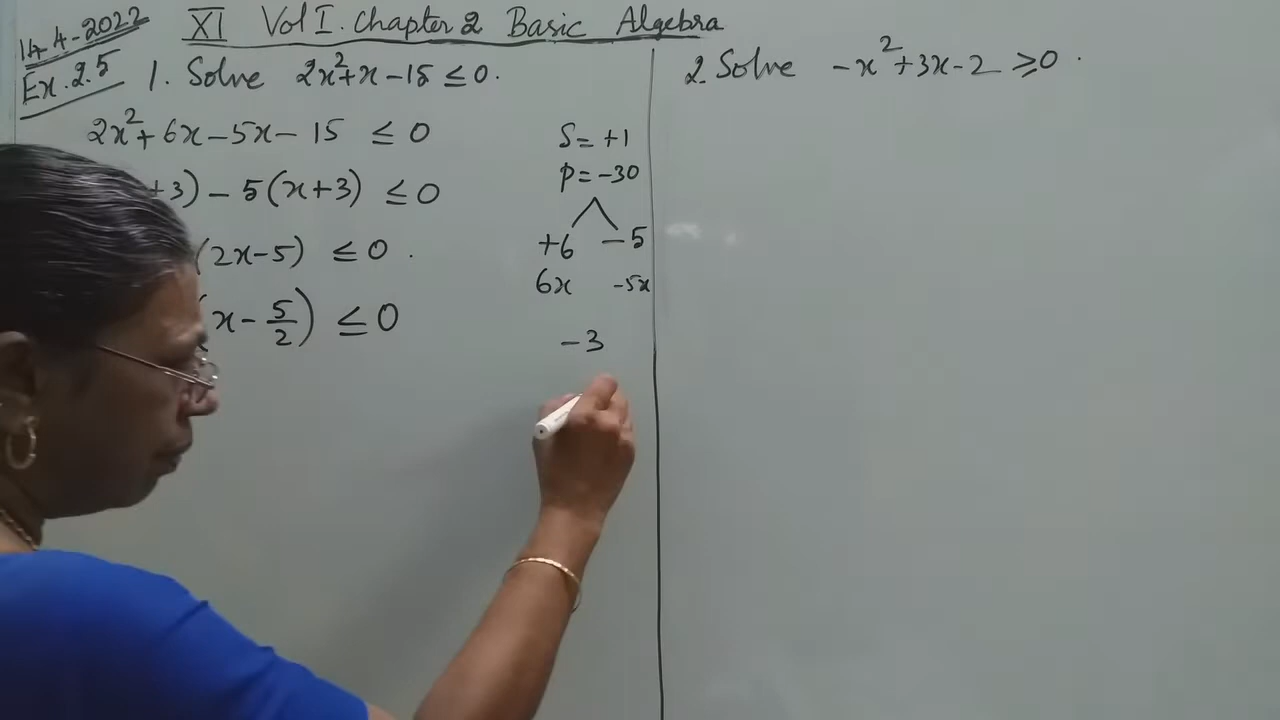 14-4-2022
XI Vol I. Chapter 2 Basic Algebra
Ex. 2.5
1. Solve 2x²+x-15 ≤ 0.
2x²+6x-5x-15 ≤ 0
+3)-5(x+3) ≤ 0
(2x-5) ≤ 0.
(x-5/2) ≤ 0
S=+1
P=-30
+6 -5
6x -5x
-3
2. Solve -x²+3x-2 ≥ 0.